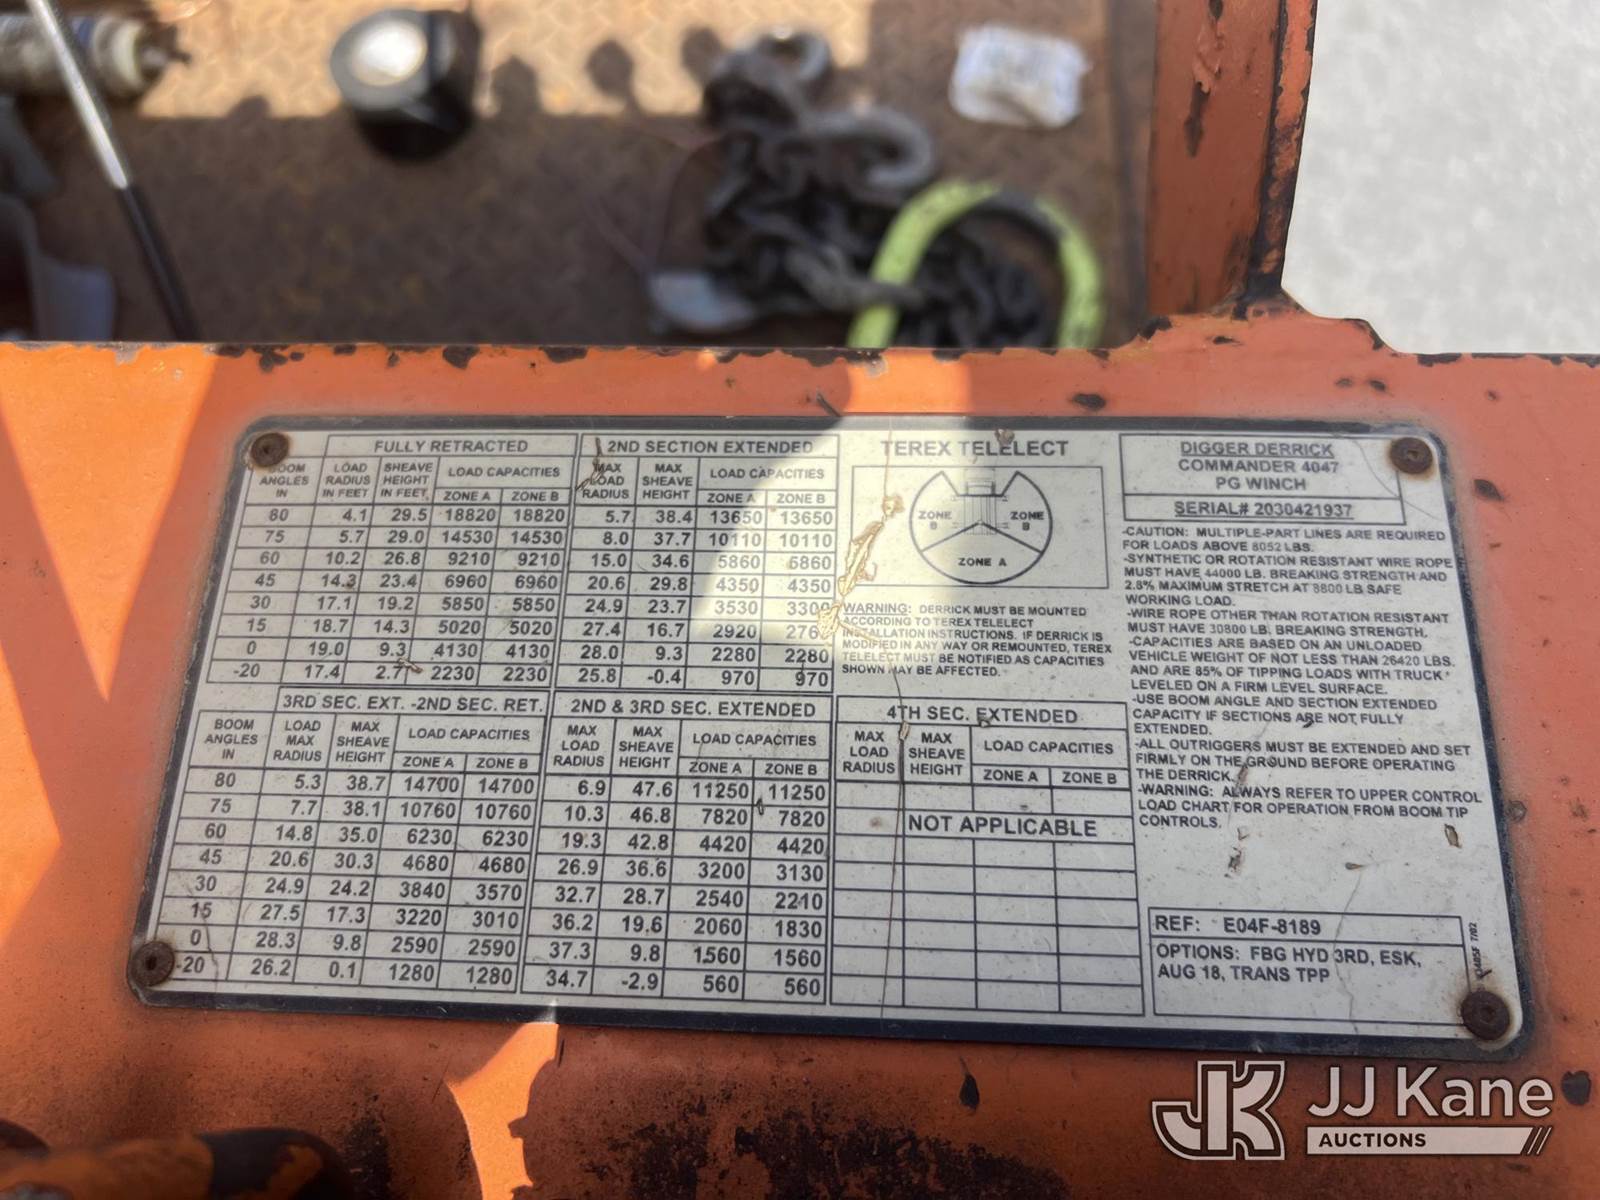 FULLY RETRACTED
BOOM ANGLES IN | LOAD RADIUS IN FEET | SHEAVE HEIGHT IN FEET | LOAD CAPACITIES
ZONE A | ZONE B
80 4.1 29.5 18820 18820
75 5.7 29.0 14530 14530
60 10.2 26.8 9210 9210
45 14.3 23.4 6960 6960
30 17.1 19.2 5850 5850
15 18.7 14.3 5020 5020
0 19.0 9.3 4130 4130
-20 17.4 2.7 2230 2230
2ND SECTION EXTENDED
MAX LOAD RADIUS | MAX SHEAVE HEIGHT | LOAD CAPACITIES
ZONE A | ZONE B
5.7 38.4 13650 13650
8.0 37.7 10110 10110
15.0 34.6 5860 5860
20.6 29.8 4350 4350
24.9 23.7 3530 3300
27.4 16.7 2920 2760
28.0 9.3 2280 2280
25.8 -0.4 970 970
3RD SEC. EXT. -2ND SEC. RET.
BOOM ANGLES IN | LOAD MAX RADIUS | MAX SHEAVE HEIGHT | LOAD CAPACITIES
ZONE A | ZONE B
80 5.3 38.7 14700 14700
75 7.7 38.1 10760 10760
60 14.8 35.0 6230 6230
45 20.6 30.3 4680 4680
30 24.9 24.2 3840 3570
15 27.5 17.3 3220 3010
0 28.3 9.8 2590 2590
-20 26.2 0.1 1280 1280
2ND & 3RD SEC. EXTENDED
MAX LOAD RADIUS | MAX SHEAVE HEIGHT | LOAD CAPACITIES
ZONE A | ZONE B
6.9 47.6 11250 11250
10.3 46.8 7820 7820
19.3 42.8 4420 4420
26.9 36.6 3200 3130
32.7 28.7 2540 2210
36.2 19.6 2060 1830
37.3 9.8 1560 1560
34.7 -2.9 560 560
TEREX TELELECT
ZONE B
ZONE B
ZONE A
WARNING: DERRICK MUST BE MOUNTED
ACCORDING TO TEREX TELELECT
INSTALLATION INSTRUCTIONS. IF DERRICK IS
MODIFIED IN ANY WAY OR REMOUNTED, TEREX
TELELECT MUST BE NOTIFIED AS CAPACITIES
SHOWN MAY BE AFFECTED.
4TH SEC. EXTENDED
MAX LOAD RADIUS | MAX SHEAVE HEIGHT | LOAD CAPACITIES
ZONE A | ZONE B
NOT APPLICABLE
DIGGER DERRICK
COMMANDER 4047
PG WINCH
SERIAL# 2030421937
-CAUTION: MULTIPLE-PART LINES ARE REQUIRED
FOR LOADS ABOVE 8052 LBS.
-SYNTHETIC OR ROTATION RESISTANT WIRE ROPE
MUST HAVE 44000 LB. BREAKING STRENGTH AND
2.8% MAXIMUM STRETCH AT 8800 LB SAFE
WORKING LOAD.
-WIRE ROPE OTHER THAN ROTATION RESISTANT
MUST HAVE 30800 LB. BREAKING STRENGTH.
-CAPACITIES ARE BASED ON AN UNLOADED
VEHICLE WEIGHT OF NOT LESS THAN 26420 LBS.
AND ARE 85% OF TIPPING LOADS WITH TRUCK
LEVELED ON A FIRM LEVEL SURFACE.
-USE BOOM ANGLE AND SECTION EXTENDED
CAPACITY IF SECTIONS ARE NOT FULLY
EXTENDED.
-ALL OUTRIGGERS MUST BE EXTENDED AND SET
FIRMLY ON THE GROUND BEFORE OPERATING
THE DERRICK.
-WARNING: ALWAYS REFER TO UPPER CONTROL
LOAD CHART FOR OPERATION FROM BOOM TIP
CONTROLS.
REF: E04F-8189
OPTIONS: FBG HYD 3RD, ESK,
AUG 18, TRANS TPP
7/02
JK JJ Kane
AUCTIONS